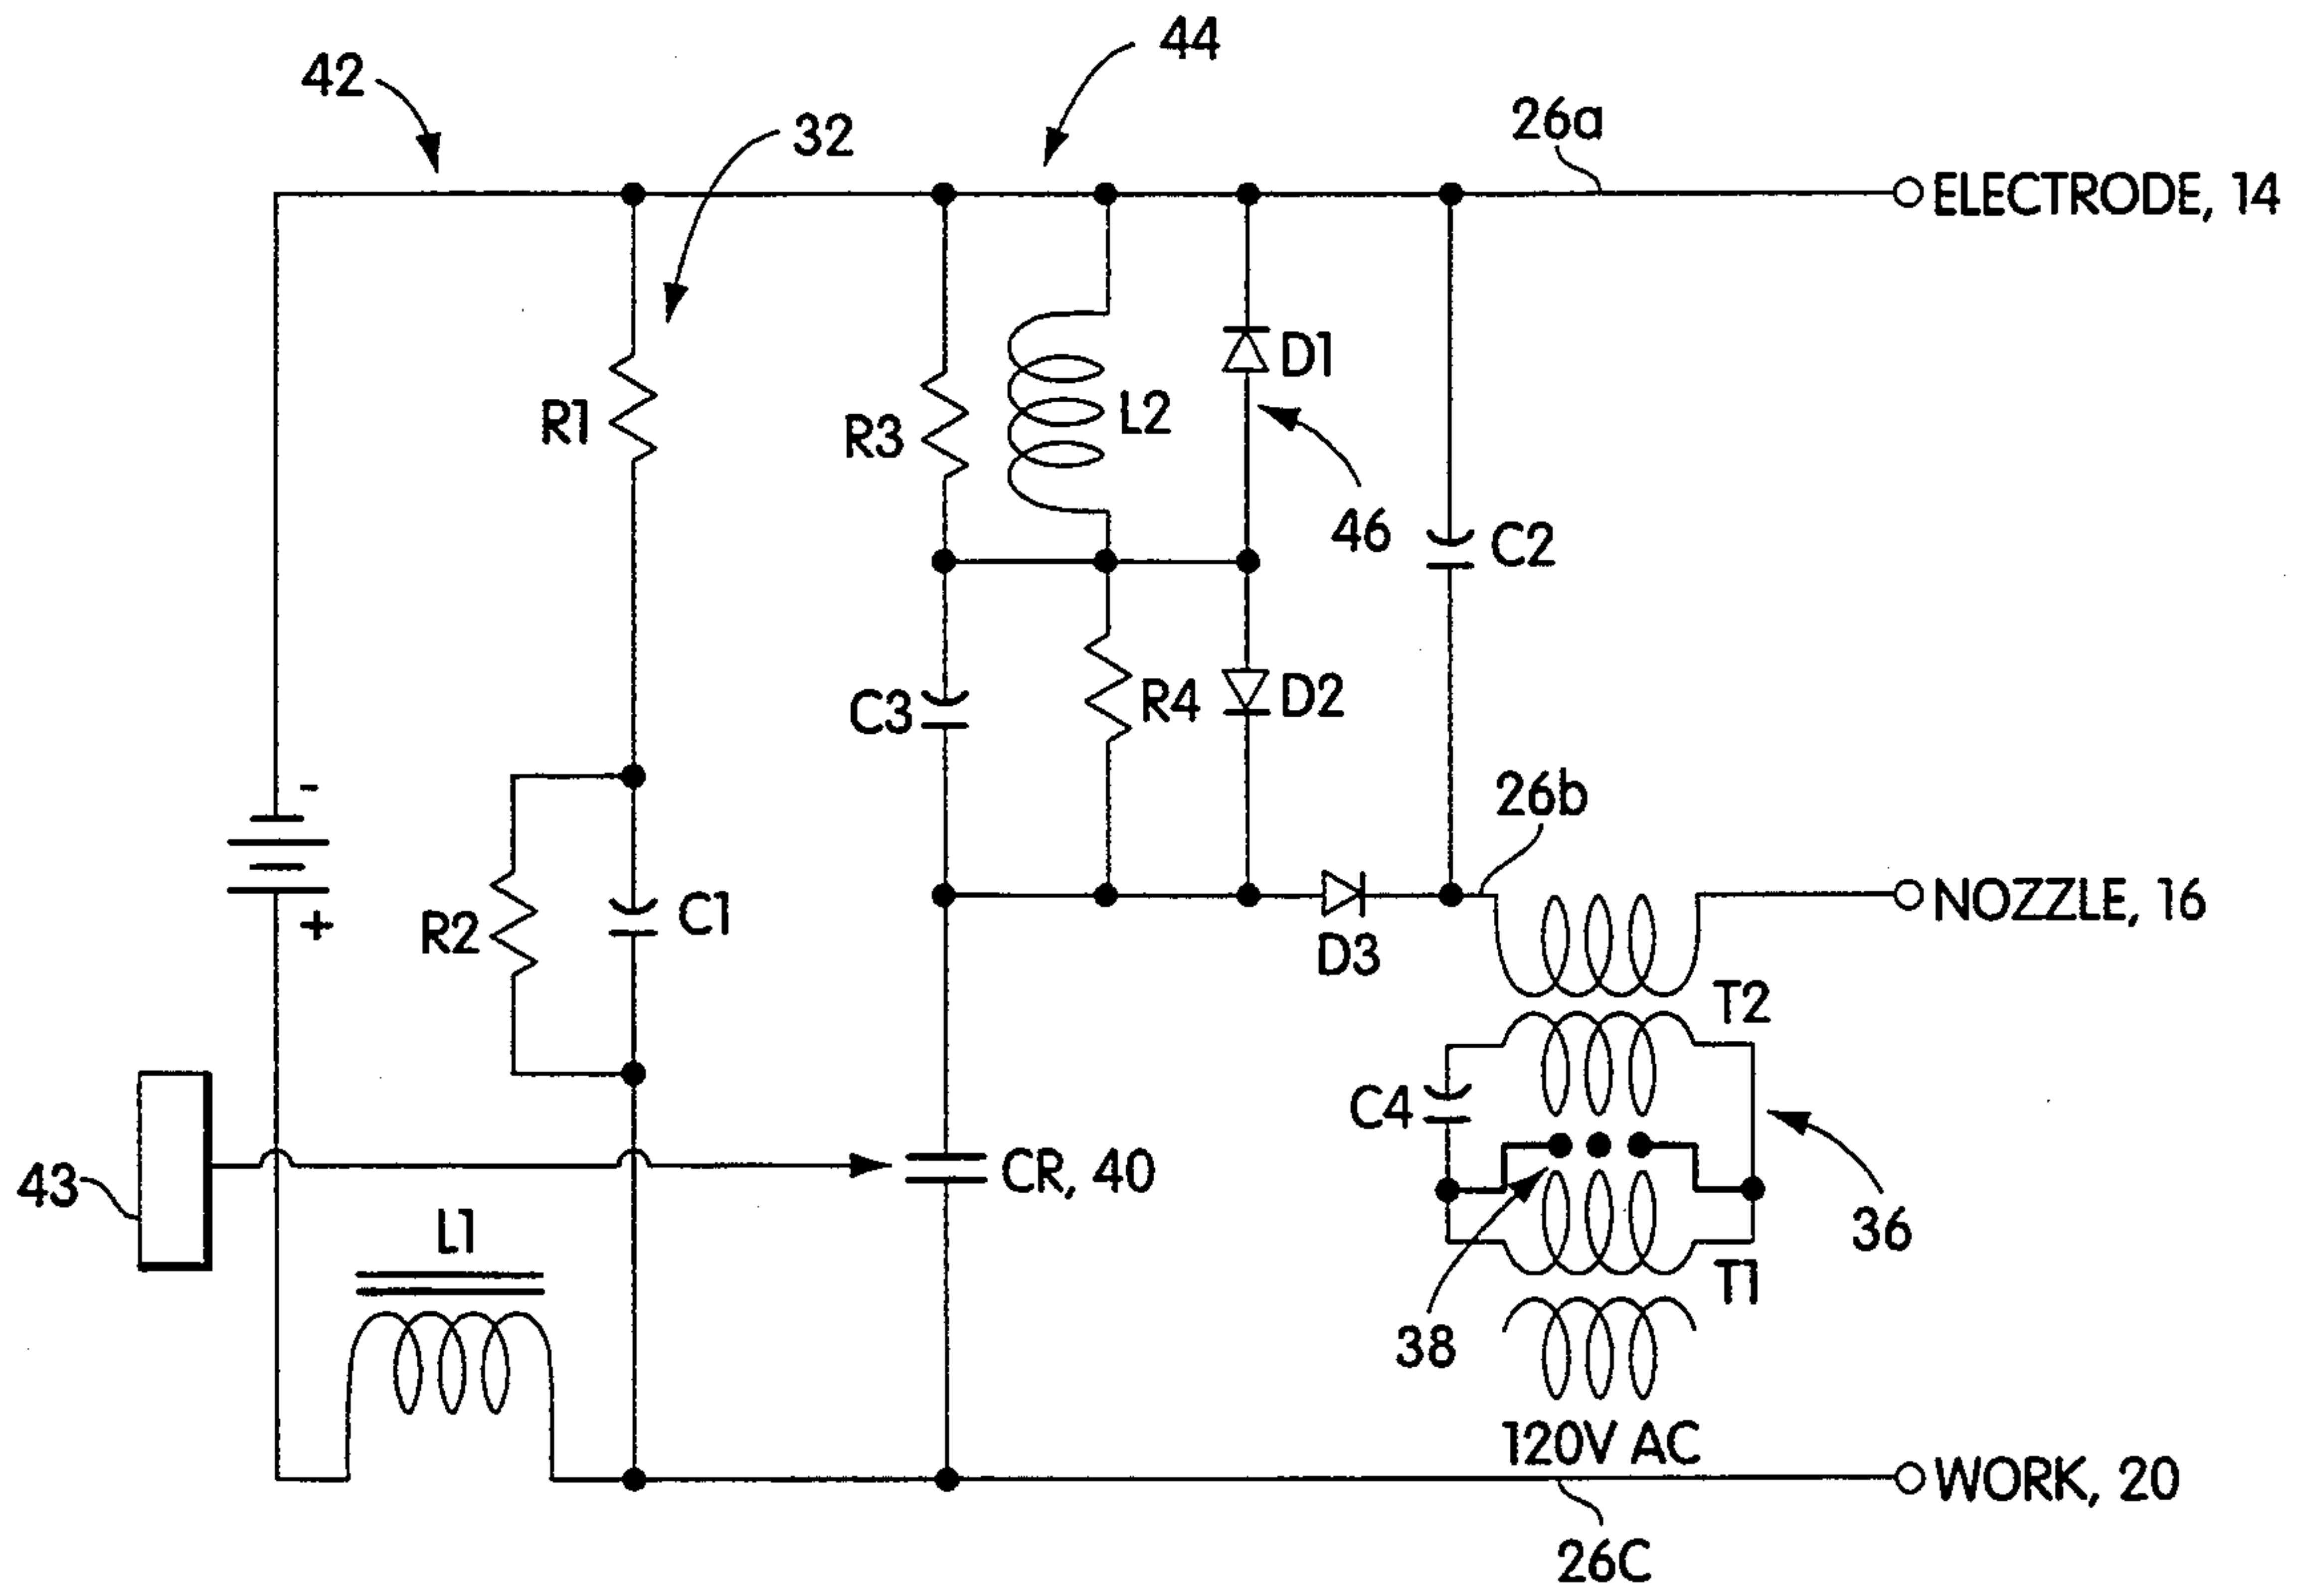 44
42
32
26a
ELECTRODE, 14
D1
R1
R3
L2
46
C2
C3
R4
D2
-
26b
+
R2
C1
NOZZLE, 16
D3
T2
C4
43
CR, 40
L1
36
T1
38
120V AC
WORK, 20
26C